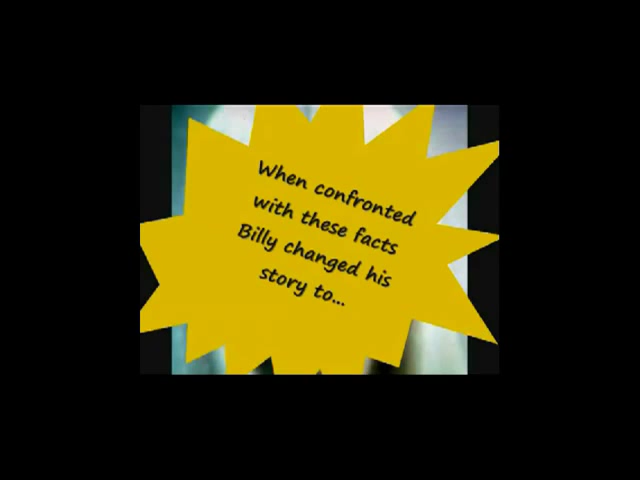 When confronted
with these facts
Billy changed his
story to...